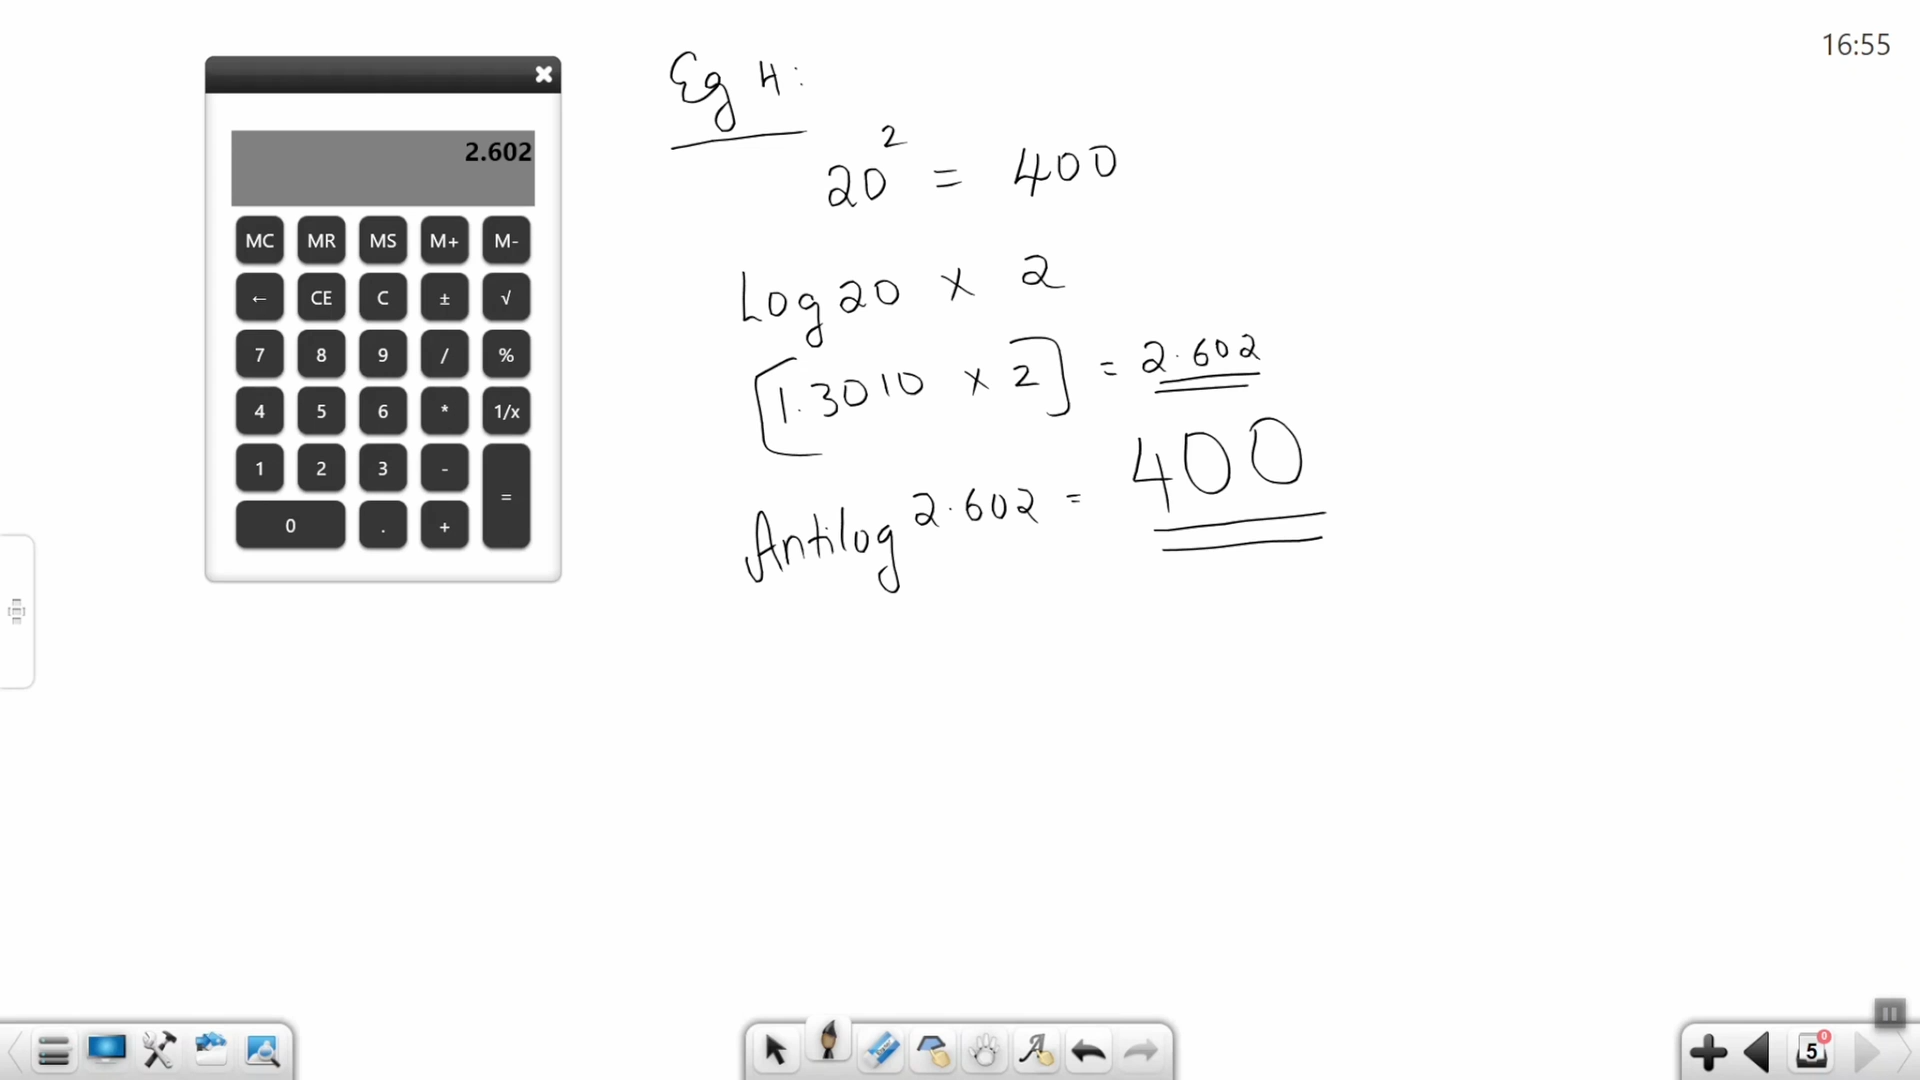 16:55
2.602
MC MR MS M+ M-
← CE C ± √
7 8 9 / %
4 5 6 * 1/x
1 2 3 - =
0 . +
Eg 4:
20² = 400
Log 20 x 2
[1.3010 x 2] = 2.602
Antilog 2.602 = 400
A
5 0